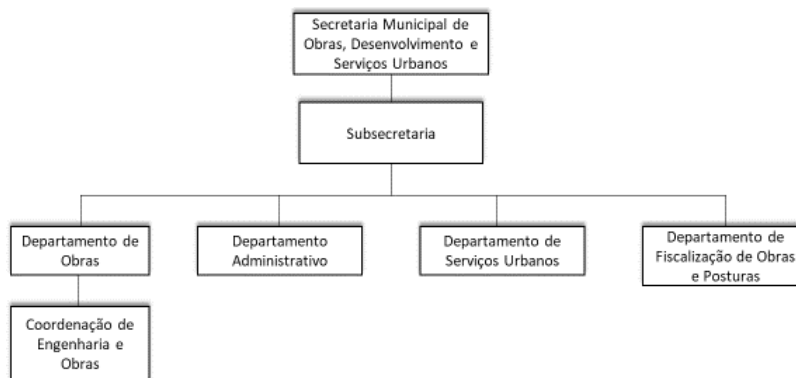 Secretaria Municipal de
Obras, Desenvolvimento e
Serviços Urbanos
Subsecretaria
Departamento de
Obras
Departamento
Administrativo
Departamento de
Serviços Urbanos
Departamento de
Fiscalização de Obras
e Posturas
Coordenação de
Engenharia e
Obras